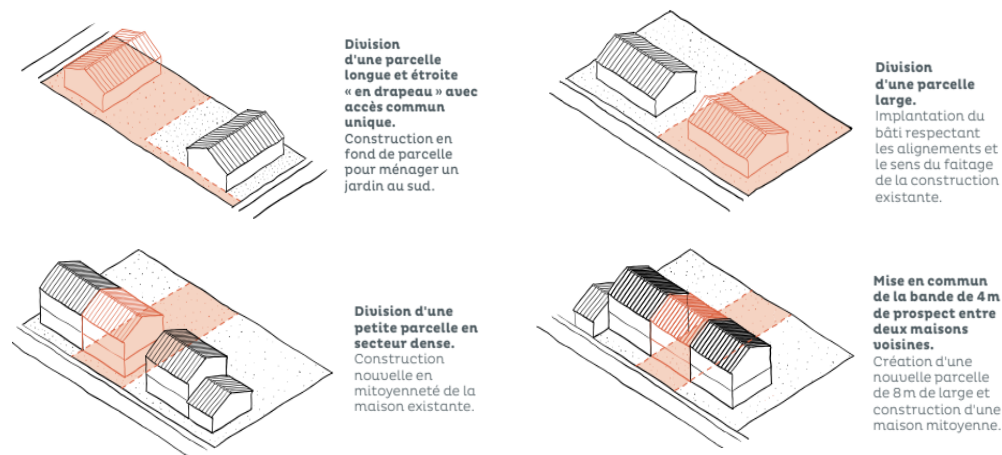 Division
d'une parcelle
longue et étroite
« en drapeau » avec
accès commun
unique.
Construction en
fond de parcelle
pour ménager un
jardin au sud.
Division
d'une parcelle
large.
Implantation du
bâti respectant
les alignements et
le sens du faitage
de la construction
existante.
Division d'une
petite parcelle en
secteur dense.
Construction
nouvelle en
mitoyenneté de la
maison existante.
Mise en commun
de la bande de 4 m
de prospect entre
deux maisons
voisines.
Création d'une
nouvelle parcelle
de 8 m de large et
construction d'une
maison mitoyenne.